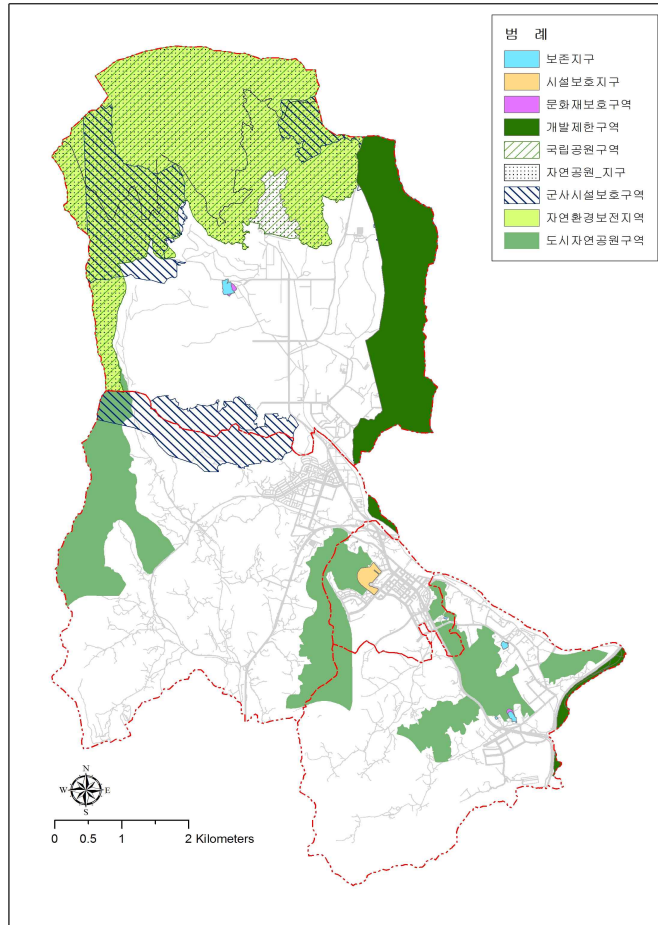 범 례
보존지구
시설보호지구
문화재보호구역
개발제한구역
국립공원구역
자연공원_지구
군사시설보호구역
자연환경보전지역
도시자연공원구역
N
W E
S
0 0.5 1 2 Kilometers